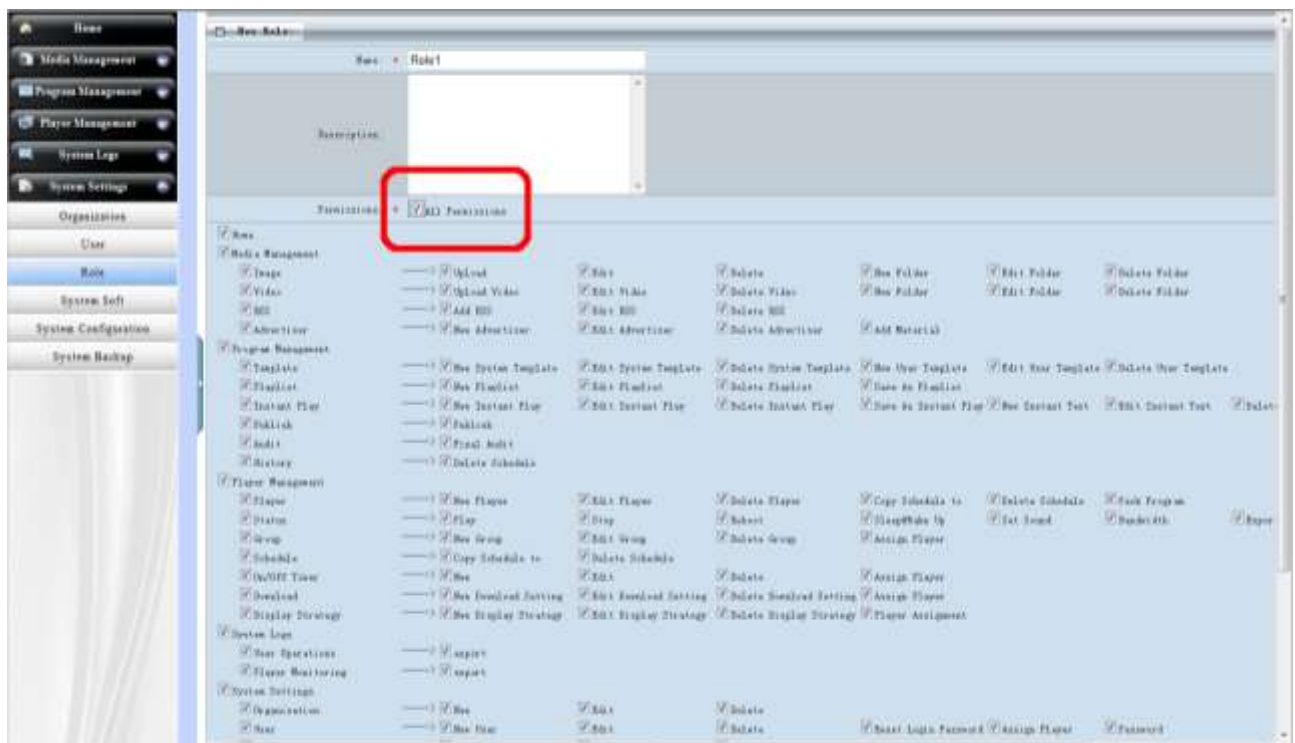 Home
Media Management
Program Management
Player Management
System Logs
System Settings
Organization
User
Role
System Soft
System Configuration
System Backup
New Role
Name * Role1
Description
Permissions * All Permissions
Home
Media Management
Image Upload Edit Delete New Folder Edit Folder Delete Folder
Video Upload Video Edit Video Delete Video New Folder Edit Folder Delete Folder
RSS Add RSS Edit RSS Delete RSS
Advertiser New Advertiser Edit Advertiser Delete Advertiser Add Material
Program Management
Template New System Template Edit System Template Delete System Template New User Template Edit User Template Delete User Template
Playlist New Playlist Edit Playlist Delete Playlist Save As Playlist
Instant Play New Instant Play Edit Instant Play Delete Instant Play Save As Instant Play New Instant Text Edit Instant Text Delet
Publish Publish
Audit Final Audit
History Delete Schedule
Player Management
Player New Player Edit Player Delete Player Copy Schedule to Delete Schedule Push Program
Status Play Stop Reboot Sleep/Wake Up Set Sound Bandwidth
Group New Group Edit Group Delete Group Assign Player
Schedule Copy Schedule to Delete Schedule
On/Off Timer New Edit Delete Assign Player
Download New Download Setting Edit Download Setting Delete Download Setting Assign Player
Display Strategy New Display Strategy Edit Display Strategy Delete Display Strategy Player Assignment
System Logs
User Operations export
Player Monitoring export
System Settings
Organization New Edit Delete
User New User Edit Delete Reset Login Password Assign Player Password